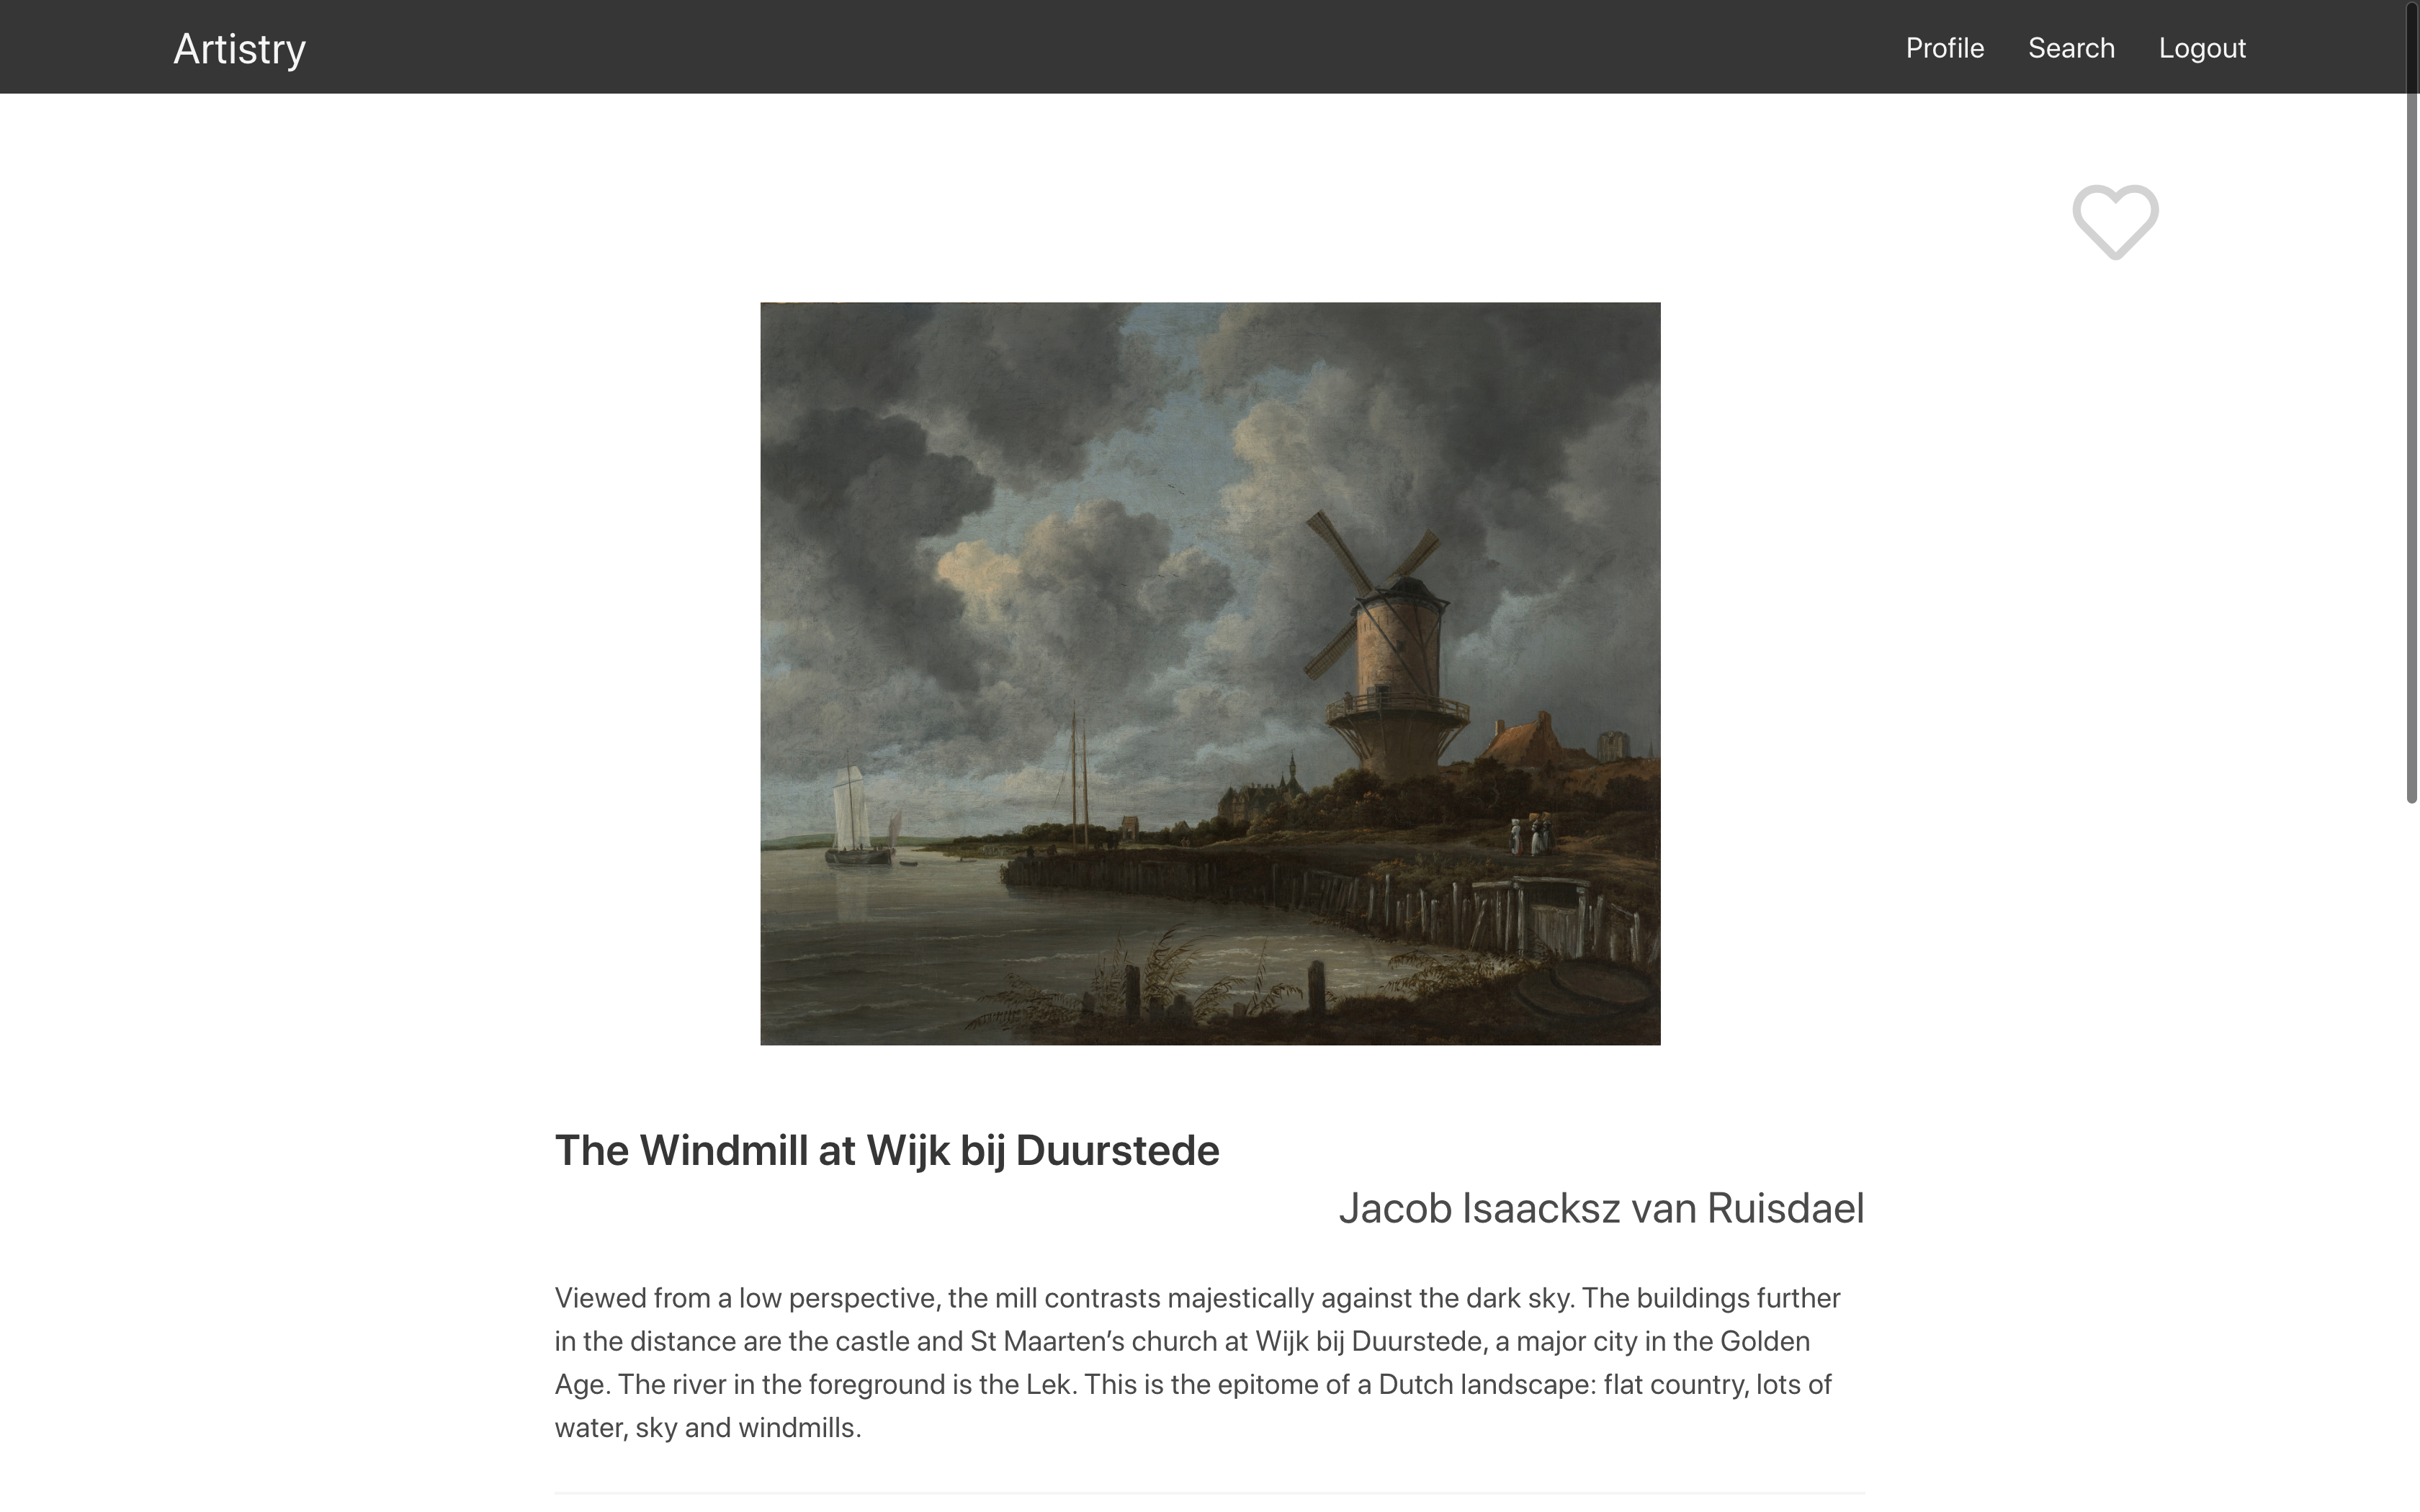 Artistry
Profile
Search
Logout
The Windmill at Wijk bij Duurstede
Jacob Isaacksz van Ruisdael
Viewed from a low perspective, the mill contrasts majestically against the dark sky. The buildings further
in the distance are the castle and St Maarten’s church at Wijk bij Duurstede, a major city in the Golden
Age. The river in the foreground is the Lek. This is the epitome of a Dutch landscape: flat country, lots of
water, sky and windmills.